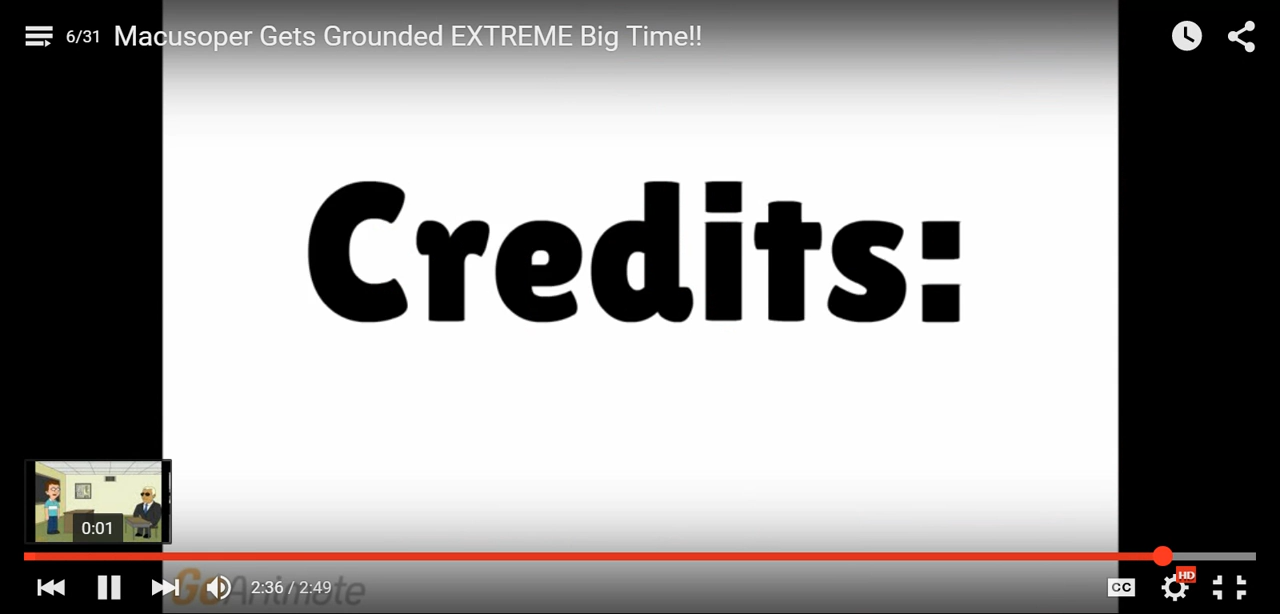 6/31 Macusoper Gets Grounded EXTREME Big Time!!
Credits:
0:01
GoAnimate
2:36 / 2:49
CC
HD